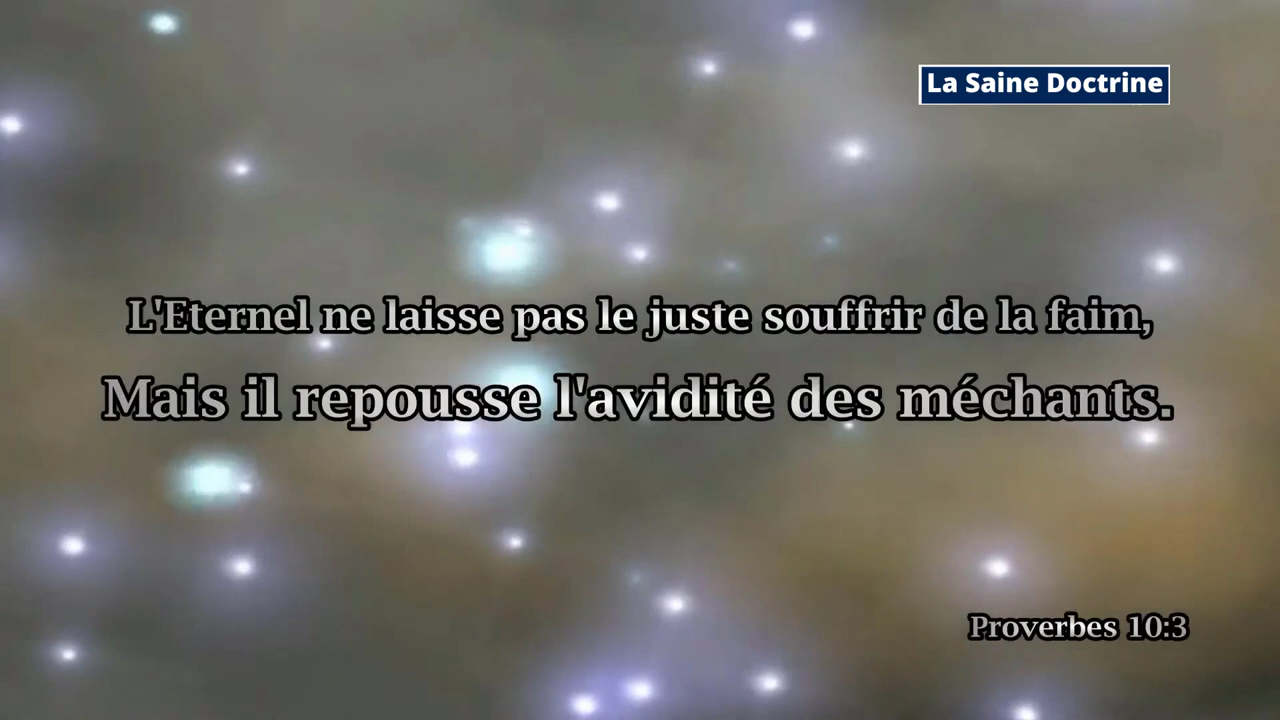 La Saine Doctrine
L'Eternel ne laisse pas le juste souffrir de la faim,
Mais il repousse l'avidité des méchants.
Proverbes 10:3